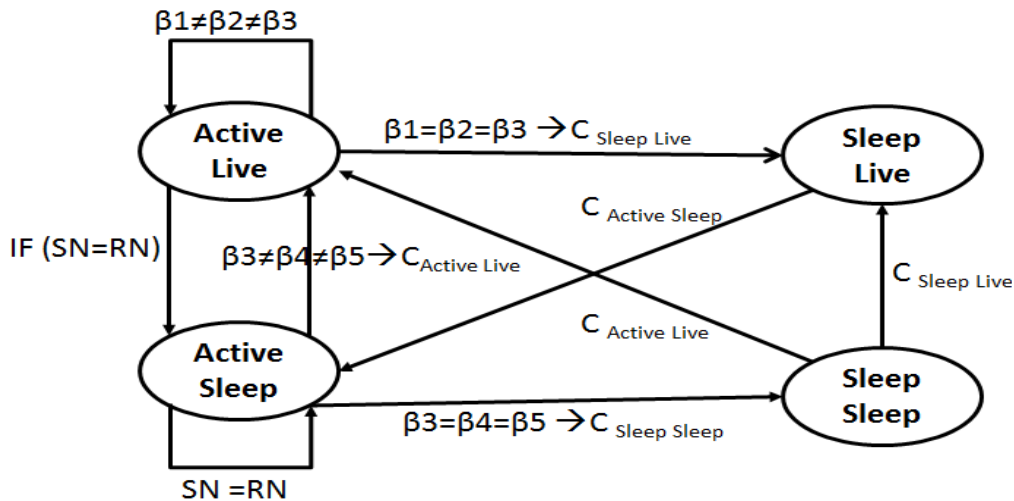 β1≠β2≠β3
Active
Live
β1=β2=β3 →C Sleep Live
Sleep
Live
C Active Sleep
IF (SN=RN)
β3≠β4≠β5→CActive Live
C Sleep Live
C Active Live
Active
Sleep
Sleep
Sleep
β3=β4=β5 →C Sleep Sleep
SN =RN